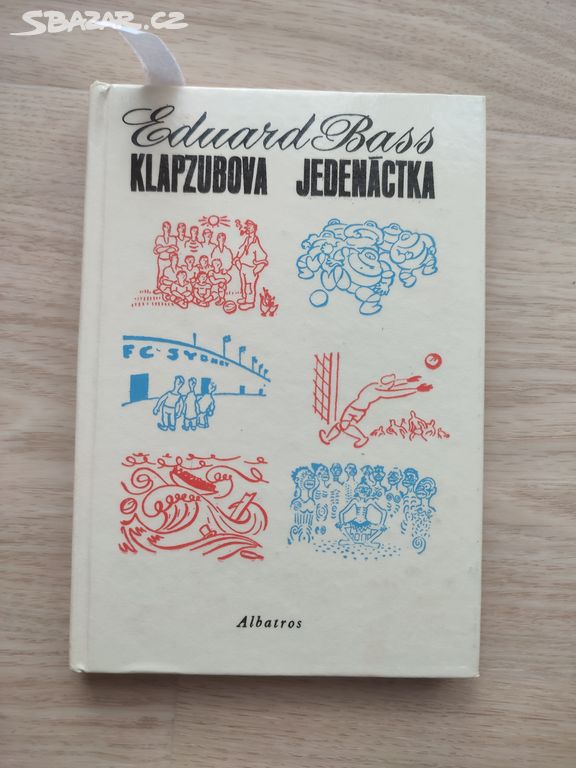 SBAZAR.CZ
Eduard Bass
KLAPZUBOVA JEDENÁCTKA
FC-SYDNEY
Albatros